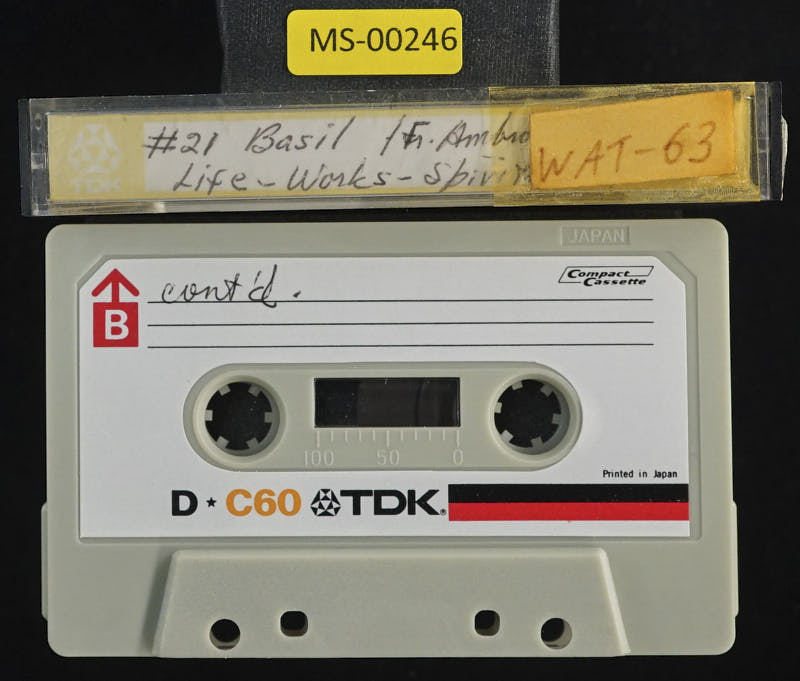 MS-00246
#21 Basil / Fr. Ambro
WAT-63
Life - Works - Spiri
TDK
JAPAN
Compact
Cassette
B
cont'd.
100 50 0
Printed in Japan
D ★ C60 TDK